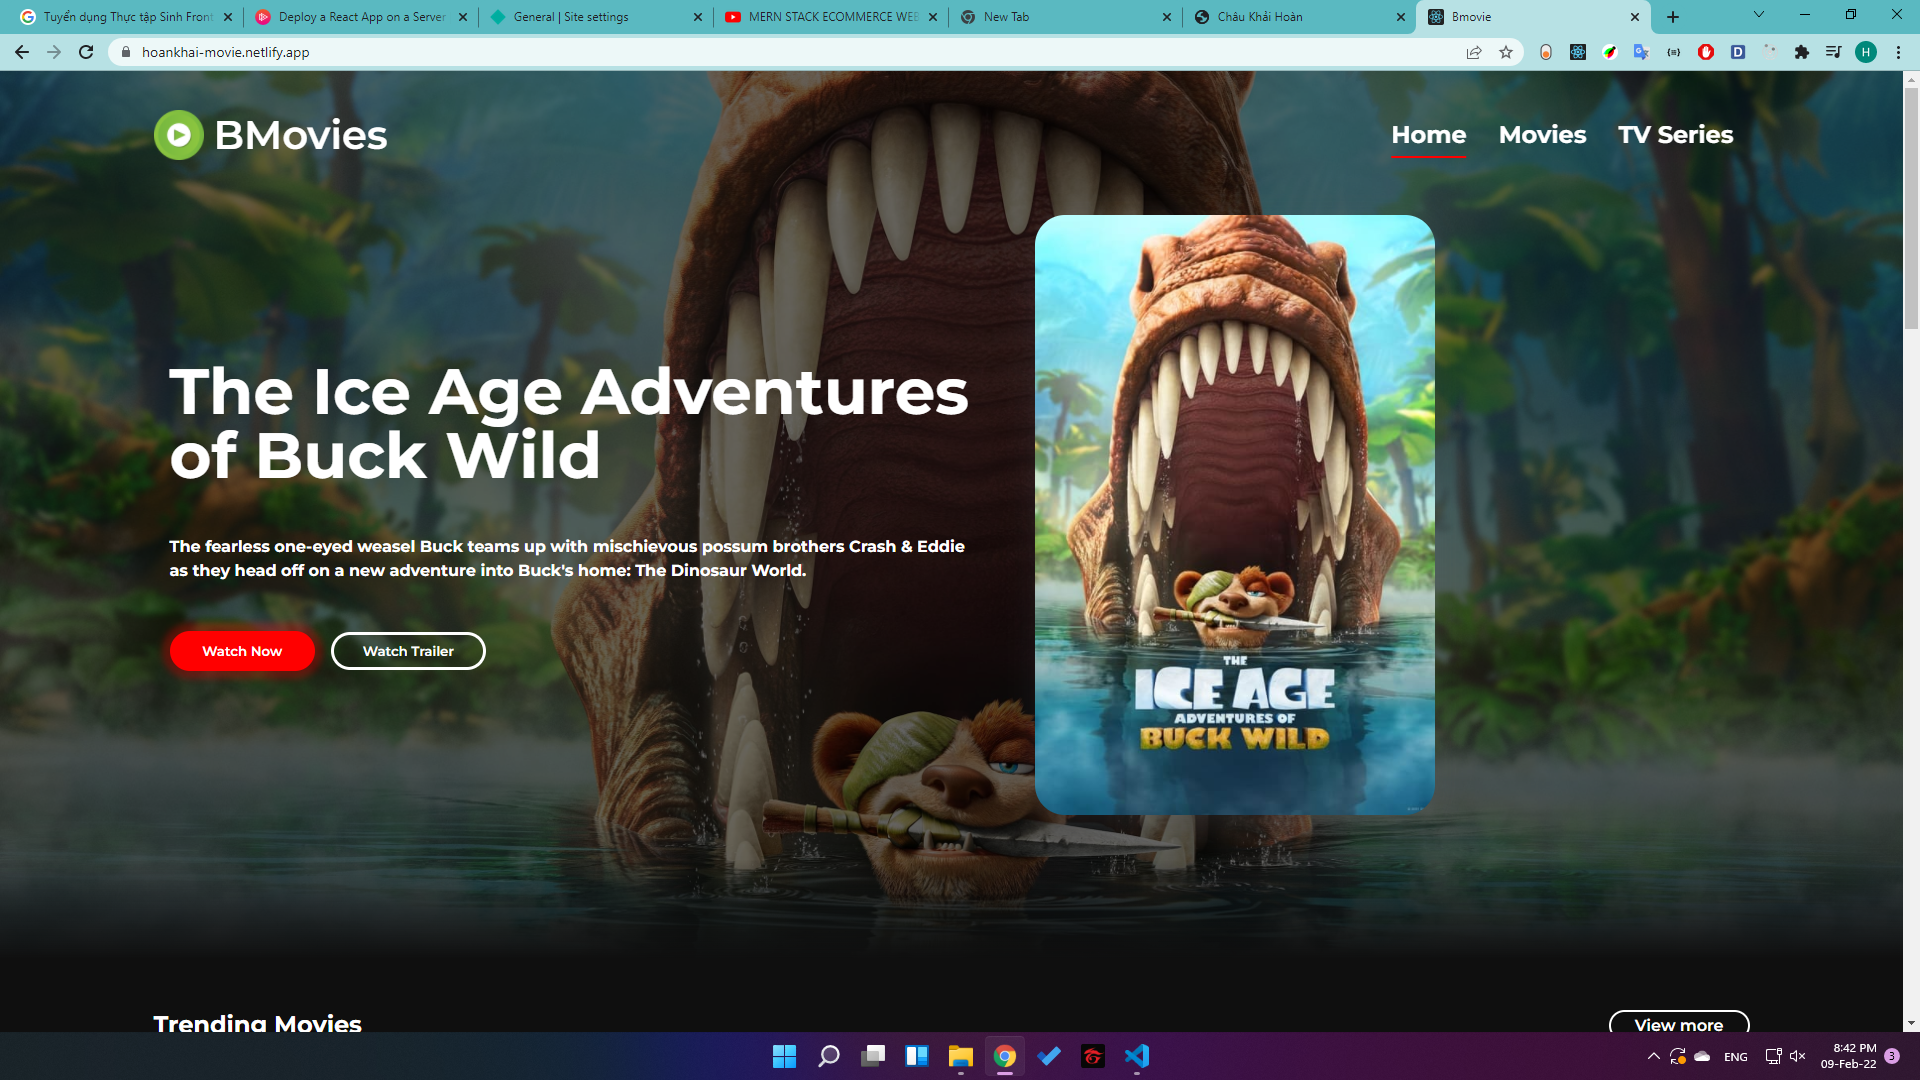 Tuyển dụng Thực tập Sinh Front
Deploy a React App on a Server
General | Site settings
MERN STACK ECOMMERCE WEB
New Tab
Châu Khải Hoàn
Bmovie
hoankhai-movie.netlify.app
H
BMovies
Home
Movies
TV Series
The Ice Age Adventures
of Buck Wild
The fearless one-eyed weasel Buck teams up with mischievous possum brothers Crash & Eddie
as they head off on a new adventure into Buck's home: The Dinosaur World.
Watch Now
Watch Trailer
THE
ICE AGE
ADVENTURES OF
BUCK WILD
Trending Movies
View more
ENG
8:42 PM
09-Feb-22
3